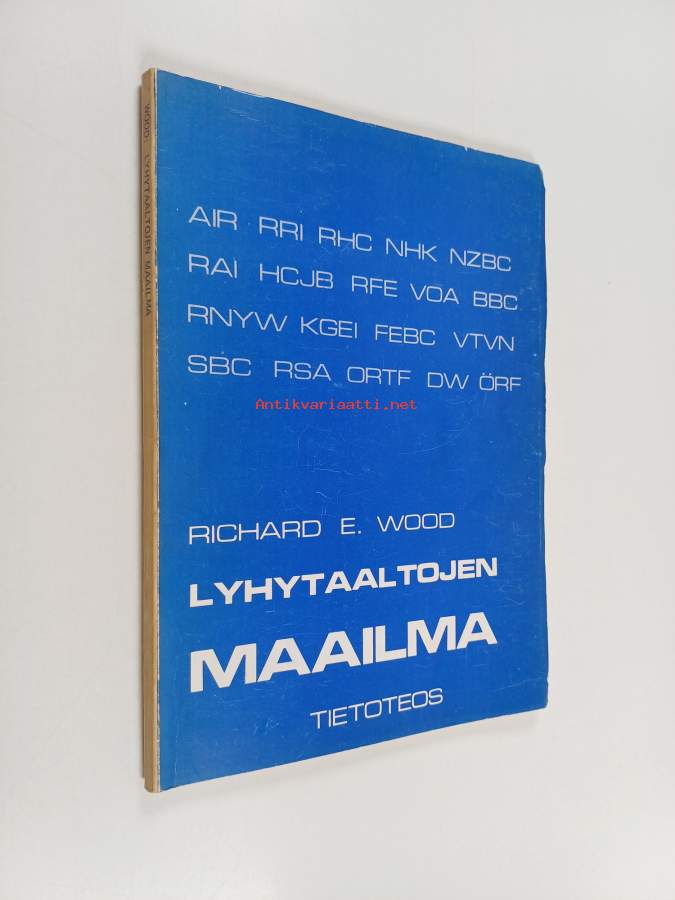 WOOD: LYHYTAALTOJEN MAAILMA
AIR RRI RHC NHK NZBC
RAI HCJB RFE VOA BBC
RNYW KGEI FEBC VTVN
SBC RSA ORTF DW ÖRF
Antikvariaatti.net
RICHARD E. WOOD
LYHYTAALTOJEN
MAAILMA
TIETOTEOS